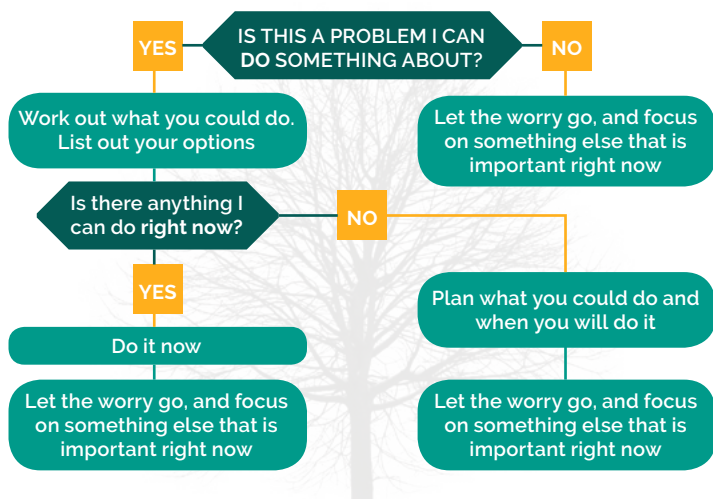 IS THIS A PROBLEM I CAN
DO SOMETHING ABOUT?
YES
NO
Work out what you could do.
List out your options
Let the worry go, and focus
on something else that is
important right now
Is there anything I
can do right now?
NO
YES
Plan what you could do and
when you will do it
Do it now
Let the worry go, and focus
on something else that is
important right now
Let the worry go, and focus
on something else that is
important right now